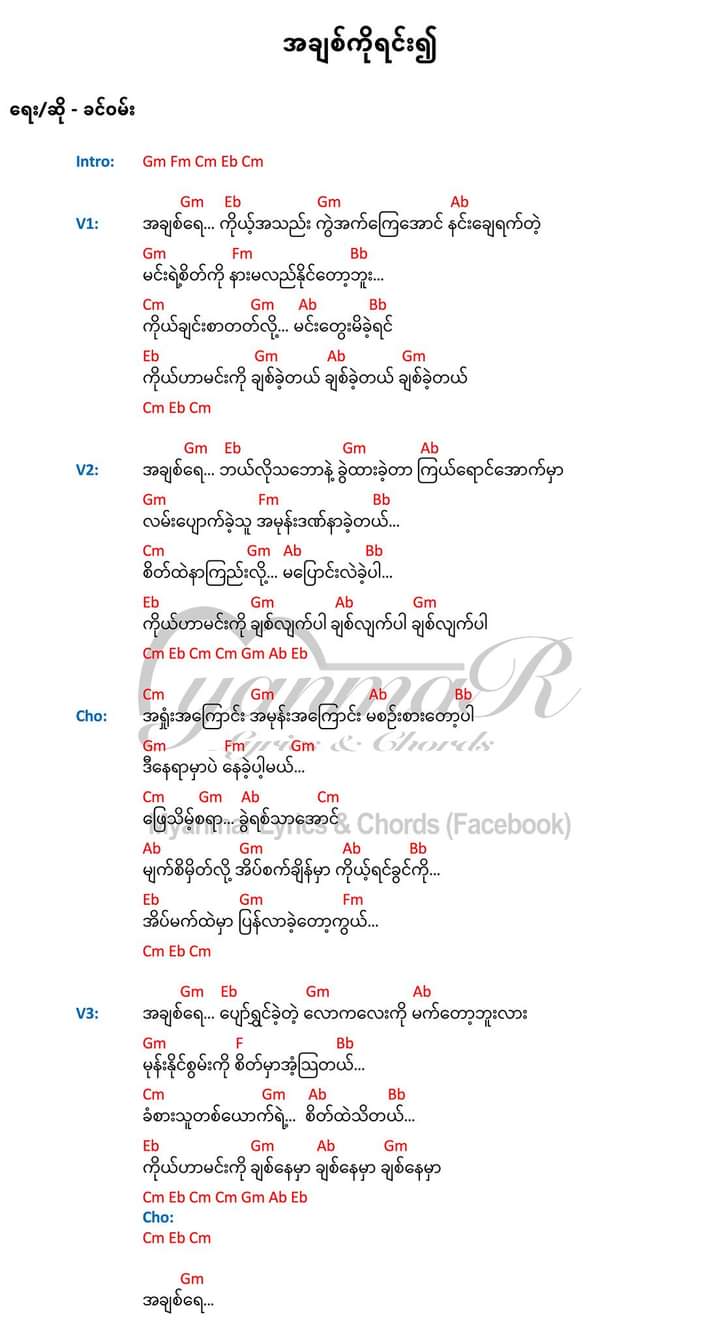 အချစ်ကိုရင်း၍
ရေး/ဆို - ခင်ဝမ်း
Intro: Gm Fm Cm Eb Cm
Gm Eb Gm Ab
V1: အချစ်ရေ... ကိုယ့်အသည်း ကွဲအက်ကြေအောင် နင်းချေရက်တဲ့
Gm Fm Bb
မင်းရဲ့စိတ်ကို နားမလည်နိုင်တော့ဘူး...
Cm Gm Ab Bb
ကိုယ်ချင်းစာတတ်လို့... မင်းတွေးမိခဲ့ရင်
Eb Gm Ab Gm
ကိုယ်ဟာမင်းကို ချစ်ခဲ့တယ် ချစ်ခဲ့တယ် ချစ်ခဲ့တယ်
Cm Eb Cm
Gm Eb Gm Ab
V2: အချစ်ရေ... ဘယ်လိုသဘောနဲ့ ခွဲထားခဲ့တာ ကြယ်ရောင်အောက်မှာ
Gm Fm Bb
လမ်းပျောက်ခဲ့သူ အမုန်းဒဏ်နာခဲ့တယ်...
Cm Gm Ab Bb
စိတ်ထဲနာကြည်းလို့... မပြောင်းလဲခဲ့ပါ...
Eb Gm Ab Gm
ကိုယ်ဟာမင်းကို ချစ်လျက်ပါ ချစ်လျက်ပါ ချစ်လျက်ပါ
Cm Eb Cm Cm Gm Ab Eb
Cm Gm Ab Bb
Cho: အရှုံးအကြောင်း အမုန်းအကြောင်း မစဉ်းစားတော့ပါ
Gm Fm Gm
ဒီနေရာမှာပဲ နေခဲ့ပါ့မယ်...
Cm Gm Ab Cm
ဖြေသိမ့်စရာ... ခွဲရစ်သာအောင်
Ab Gm Ab Bb
မျက်စိမှိတ်လို့ အိပ်စက်ချိန်မှာ ကိုယ့်ရင်ခွင်ကို...
Eb Gm Fm
အိပ်မက်ထဲမှာ ပြန်လာခဲ့တော့ကွယ်...
Cm Eb Cm
Gm Eb Gm Ab
V3: အချစ်ရေ... ပျော်ရွှင်ခဲ့တဲ့ လောကလေးကို မက်တော့ဘူးလား
Gm F Bb
မုန်းနိုင်စွမ်းကို စိတ်မှာအံ့ဩတယ်...
Cm Gm Ab Bb
ခံစားသူတစ်ယောက်ရဲ့... စိတ်ထဲသိတယ်...
Eb Gm Ab Gm
ကိုယ်ဟာမင်းကို ချစ်နေမှာ ချစ်နေမှာ ချစ်နေမှာ
Cm Eb Cm Cm Gm Ab Eb
Cho:
Cm Eb Cm
Gm
အချစ်ရေ...
MyanmaR
Lyrics & Chords
Myanmar Lyrics & Chords (Facebook)